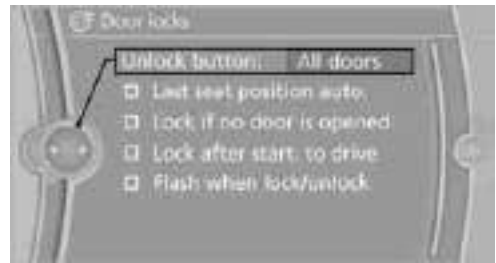 Door locks
Unlock button: All doors
Last seat position auto.
Lock if no door is opened
Lock after start. to drive
Flash when lock/unlock